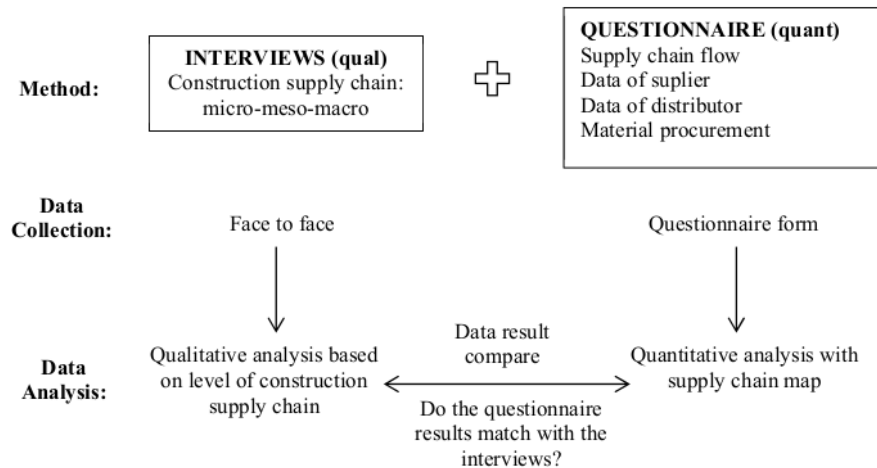 INTERVIEWS (qual)
Construction supply chain:
micro-meso-macro
QUESTIONNAIRE (quant)
Supply chain flow
Data of suplier
Data of distributor
Material procurement
Method:
Data
Collection:
Face to face
Questionnaire form
Data
Analysis:
Qualitative analysis based
on level of construction
supply chain
Data result
compare
Do the questionnaire
results match with the
interviews?
Quantitative analysis with
supply chain map